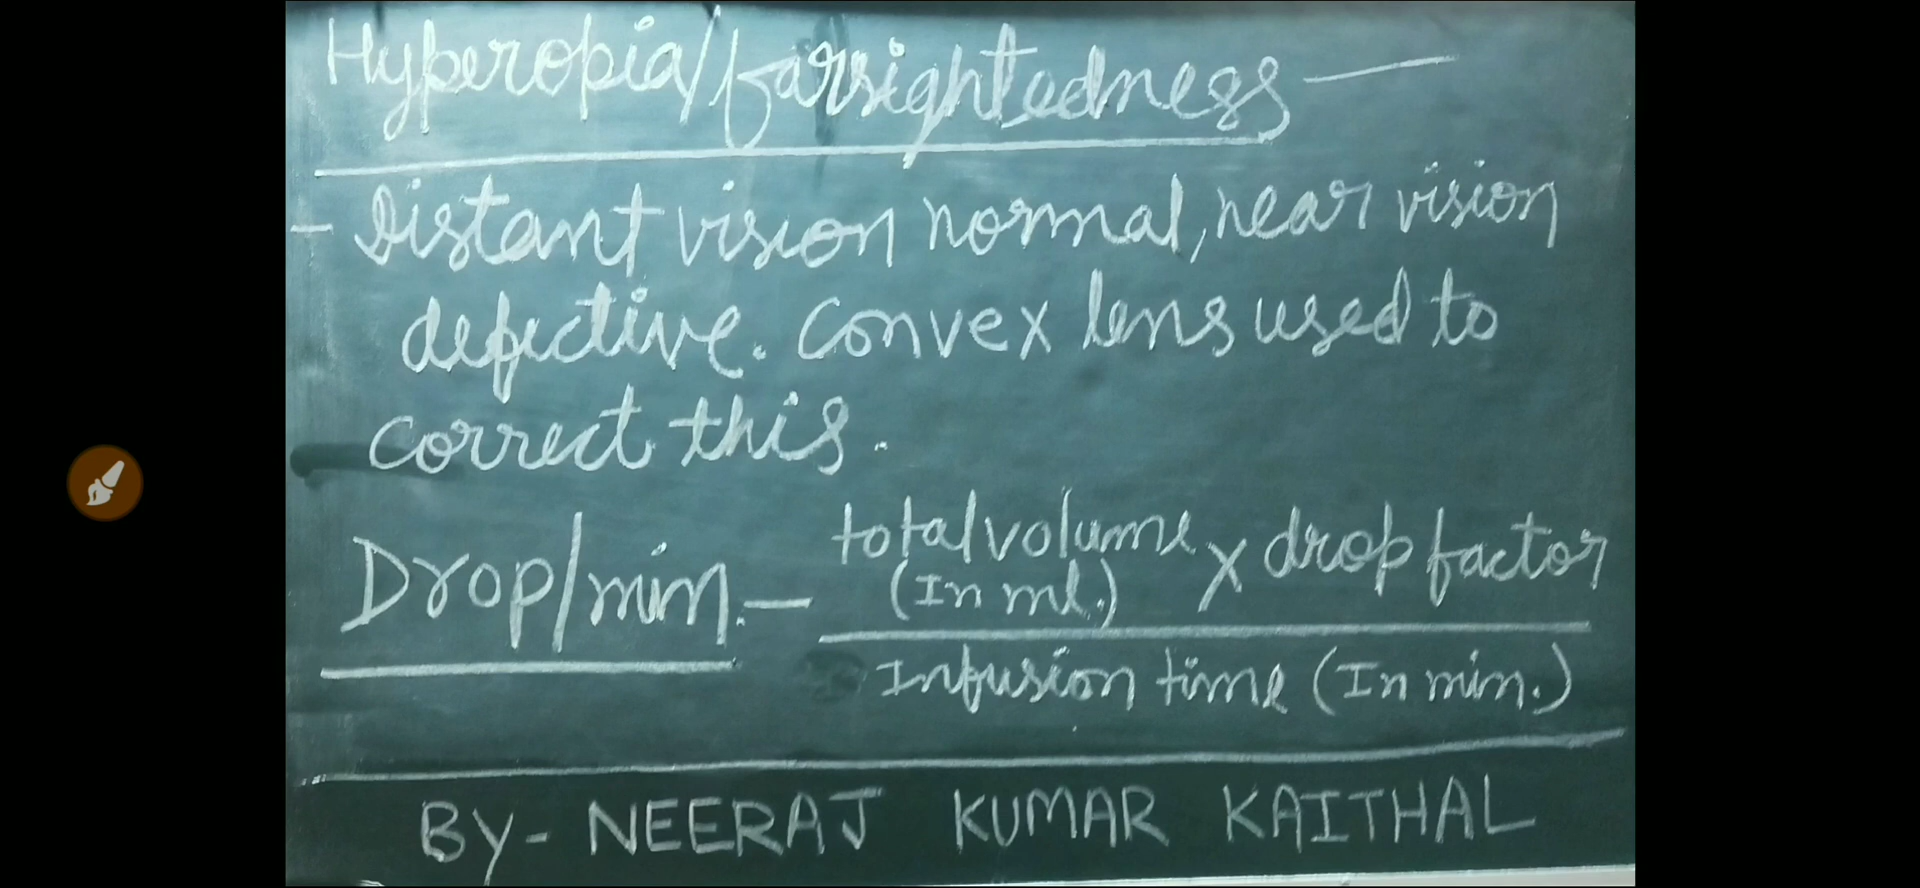 Hyperopia/farsightedness —
- Distant vision normal, near vision
defective. Convex lens used to
correct this.
Drop/min. — total volume x drop factor
(In ml.)
Infusion time (In min.)
BY- NEERAJ KUMAR KAITHAL